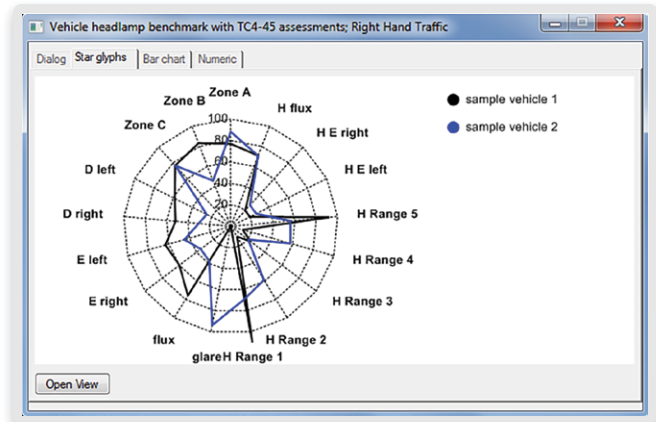 Vehicle headlamp benchmark with TC4-45 assessments; Right Hand Traffic
Dialog Star glyphs Bar chart Numeric
Zone A
Zone B
H flux
Zone C
H E right
D left
H E left
D right
H Range 5
E left
H Range 4
E right
H Range 3
flux
H Range 2
glare
H Range 1
100
80
60
40
20
sample vehicle 1
sample vehicle 2
Open View